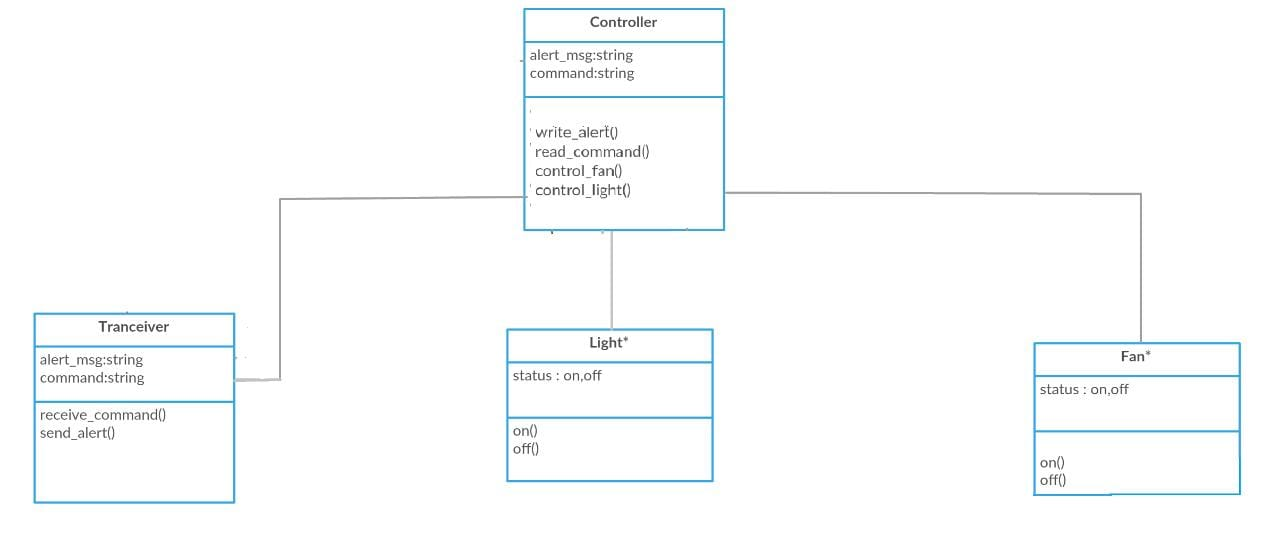 Controller
alert_msg:string
command:string
write_alert()
read_command()
control_fan()
control_light()
Tranceiver
alert_msg:string
command:string
receive_command()
send_alert()
Light*
status : on,off
on()
off()
Fan*
status : on,off
on()
off()